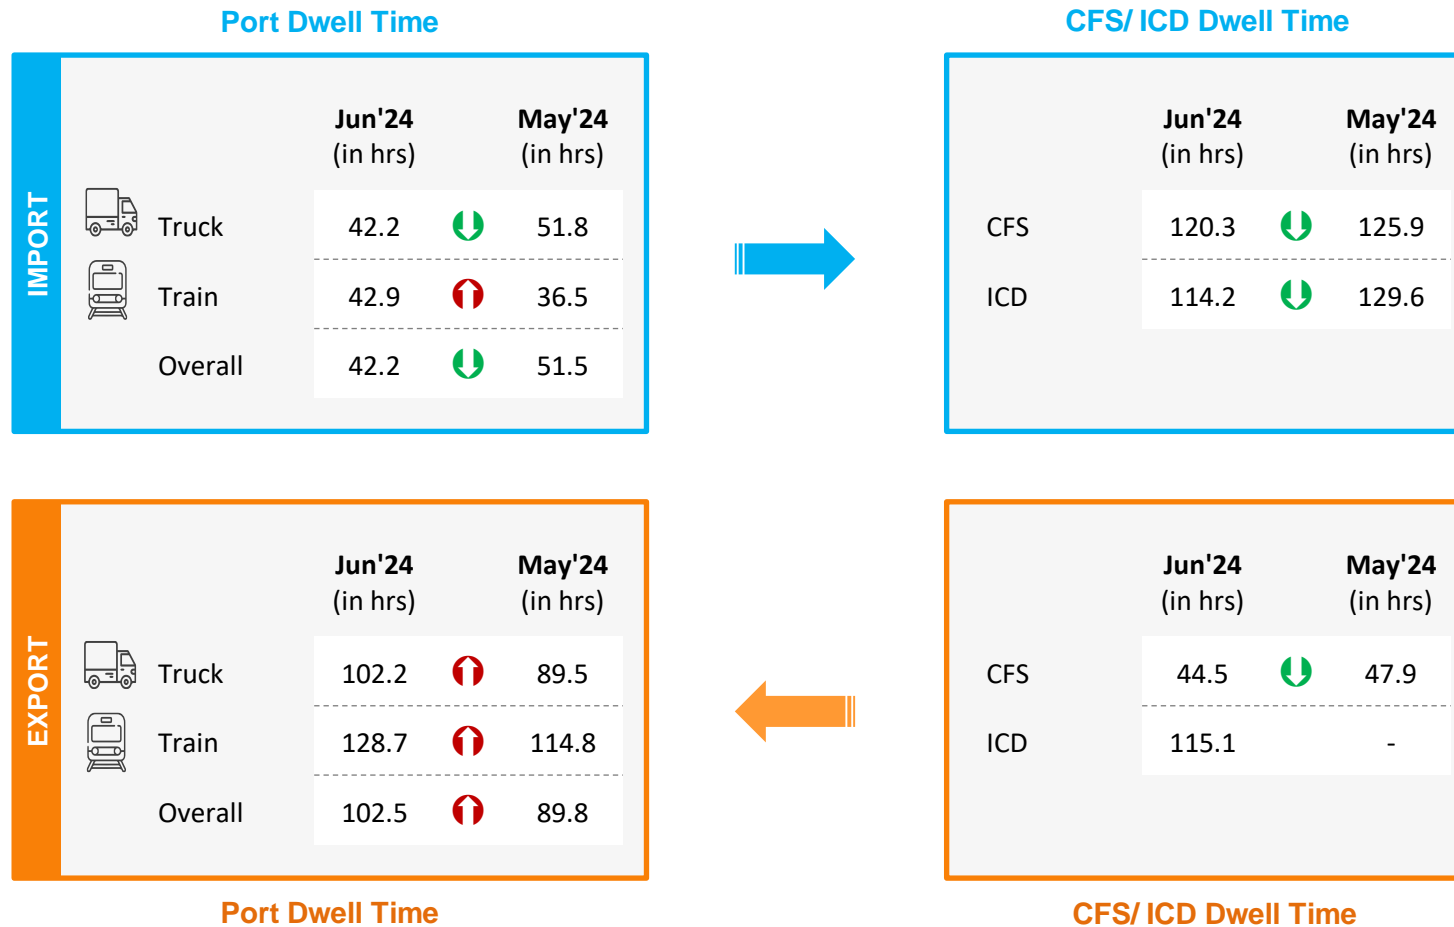 Port Dwell Time
CFS/ ICD Dwell Time
IMPORT
Jun'24 May'24
(in hrs) (in hrs)
Truck 42.2 51.8
Train 42.9 36.5
Overall 42.2 51.5
Jun'24 May'24
(in hrs) (in hrs)
CFS 120.3 125.9
ICD 114.2 129.6
EXPORT
Jun'24 May'24
(in hrs) (in hrs)
Truck 102.2 89.5
Train 128.7 114.8
Overall 102.5 89.8
Jun'24 May'24
(in hrs) (in hrs)
CFS 44.5 47.9
ICD 115.1 -
Port Dwell Time
CFS/ ICD Dwell Time